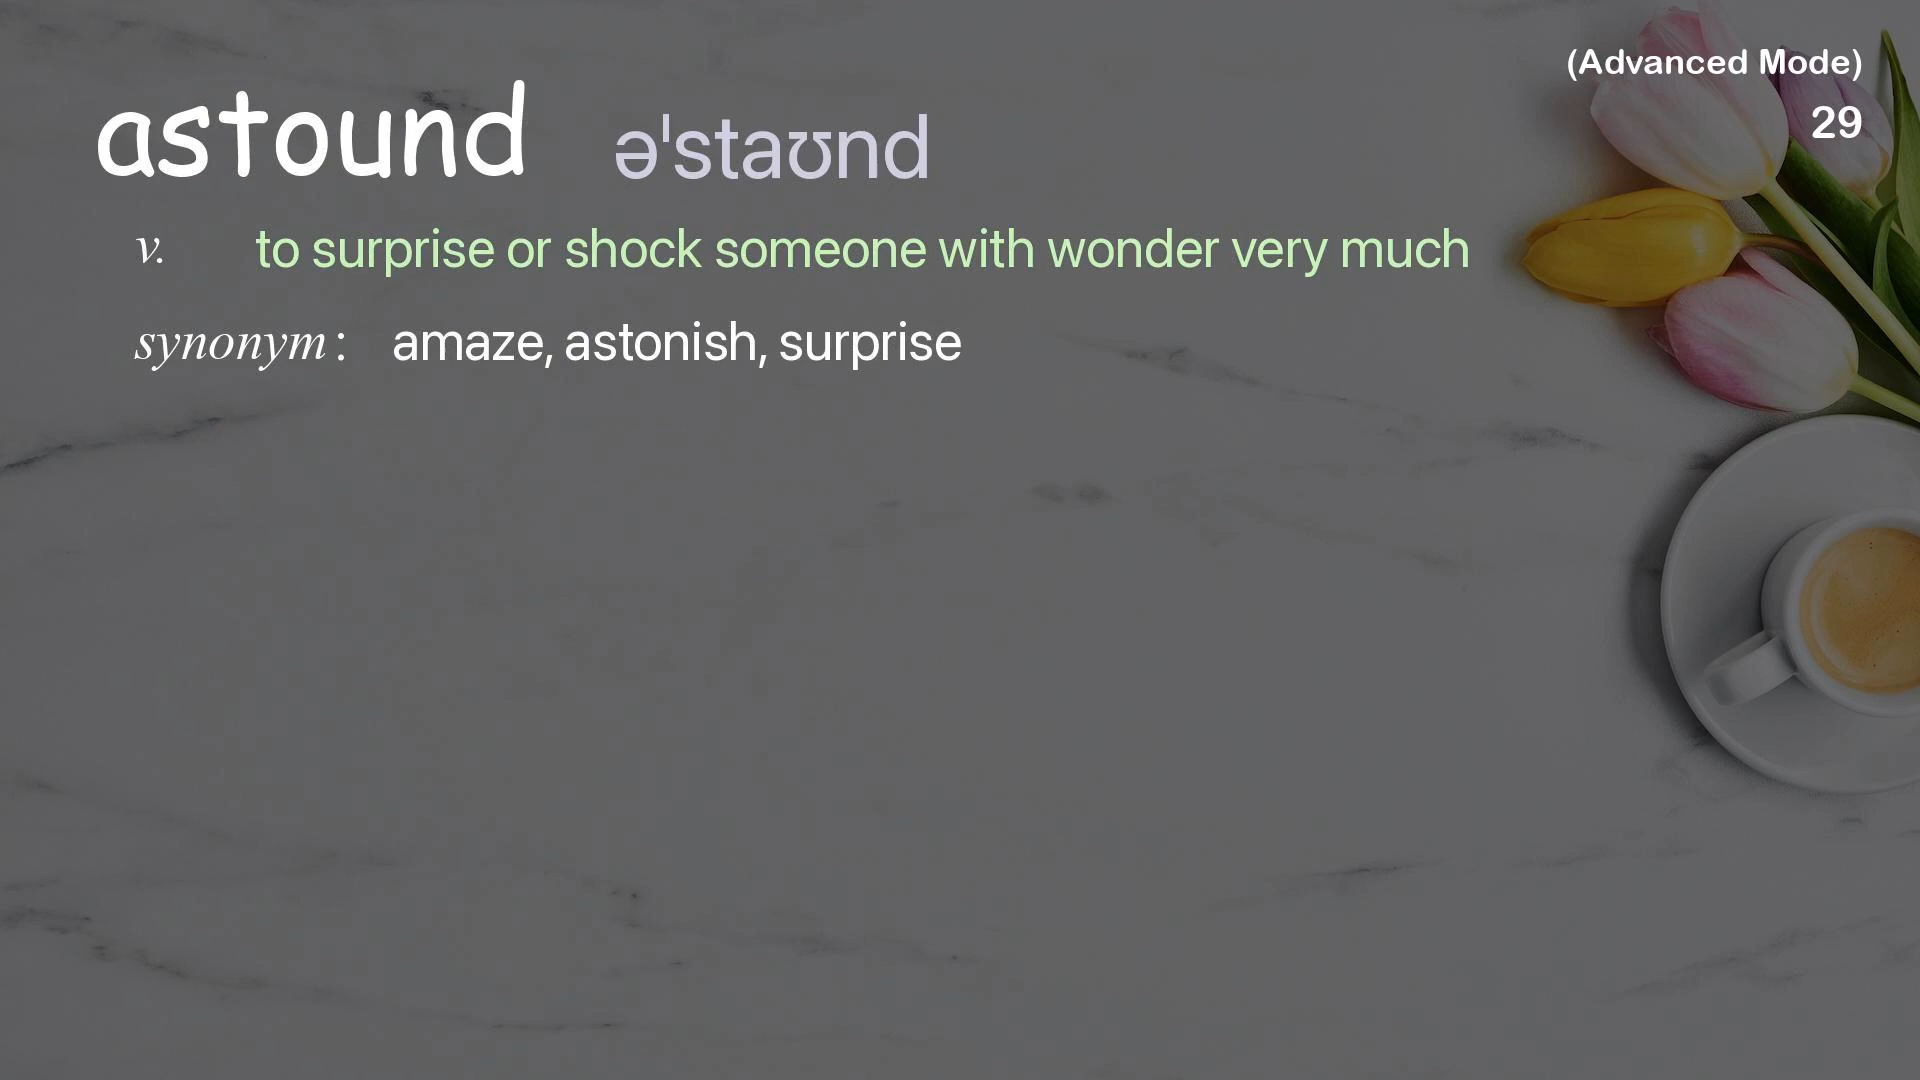 (Advanced Mode)
29
astound əˈstaʊnd
v. to surprise or shock someone with wonder very much
synonym: amaze, astonish, surprise